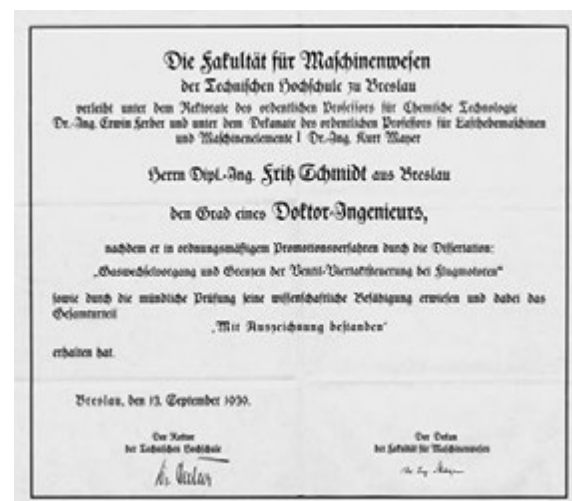 Die Fakultät für Maschinenwesen
der Technischen Hochschule zu Breslau
verleiht unter dem Rektorate des ordentlichen Professors für Chemische Technologie
Dr.-Ing. Erwin Ferber und unter dem Dekanate des ordentlichen Professors für Lasthebemaschinen
und Maschinenelemente I Dr.-Ing. Kurt Mayer
Herrn Dipl.-Ing. Fritz Schmidt aus Breslau
den Grad eines Doktor-Ingenieurs,
nachdem er in ordnungsmäßigem Promotionsverfahren durch die Dissertation:
„Gaswechselvorgang und Grenzen der Ventil-Viertaktsteuerung bei Flugmotoren"
sowie durch die mündliche Prüfung seine wissenschaftliche Befähigung erwiesen und dabei das
Gesamturteil
„Mit Auszeichnung bestanden"
erhalten hat.
Breslau, den 13. September 1939.
Der Rektor
der Technischen Hochschule
Der Dekan
der Fakultät für Maschinenwesen